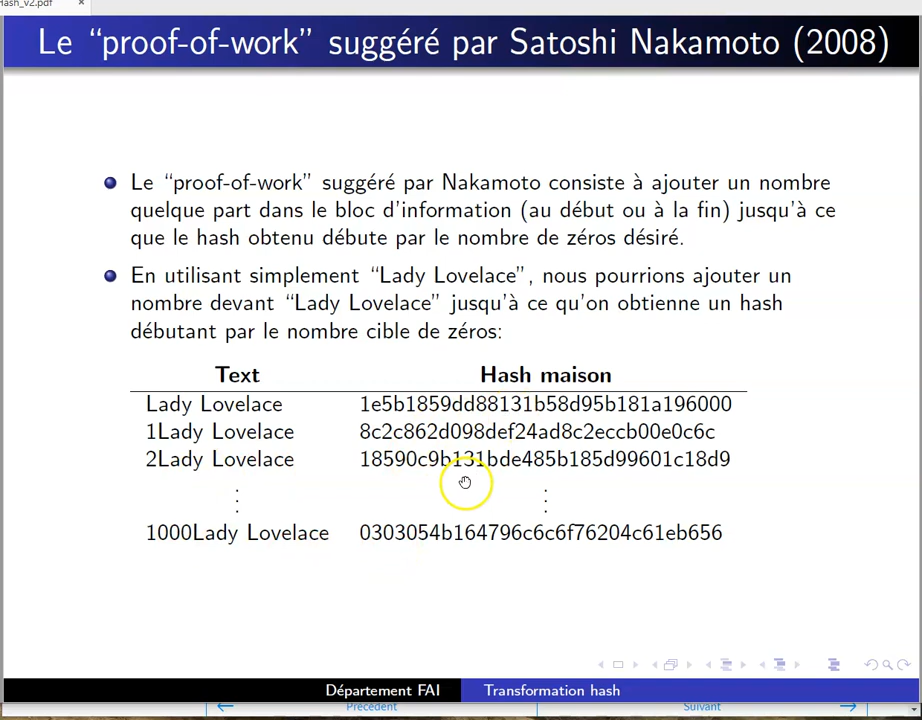 Hash_v2.pdf ×
Le “proof-of-work” suggéré par Satoshi Nakamoto (2008)
Le “proof-of-work” suggéré par Nakamoto consiste à ajouter un nombre
quelque part dans le bloc d'information (au début ou à la fin) jusqu'à ce
que le hash obtenu débute par le nombre de zéros désiré.
En utilisant simplement “Lady Lovelace”, nous pourrions ajouter un
nombre devant “Lady Lovelace” jusqu'à ce qu'on obtienne un hash
débutant par le nombre cible de zéros:
Text Hash maison
Lady Lovelace 1e5b1859dd88131b58d95b181a196000
1Lady Lovelace 8c2c862d098def24ad8c2eccb00e0c6c
2Lady Lovelace 18590c9b131bde485b185d99601c18d9
⋮ ⋮
1000Lady Lovelace 0303054b164796c6c6f76204c61eb656
Département FAI Transformation hash
Précédent Suivant